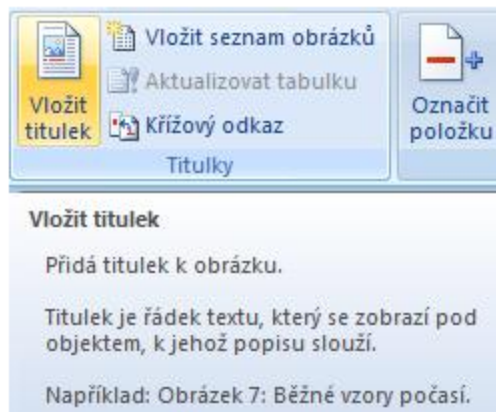 Vložit titulek
Vložit seznam obrázků
Aktualizovat tabulku
Křížový odkaz
Titulky
Označit položku
Vložit titulek
Přidá titulek k obrázku.
Titulek je řádek textu, který se zobrazí pod
objektem, k jehož popisu slouží.
Například: Obrázek 7: Běžné vzory počasí.